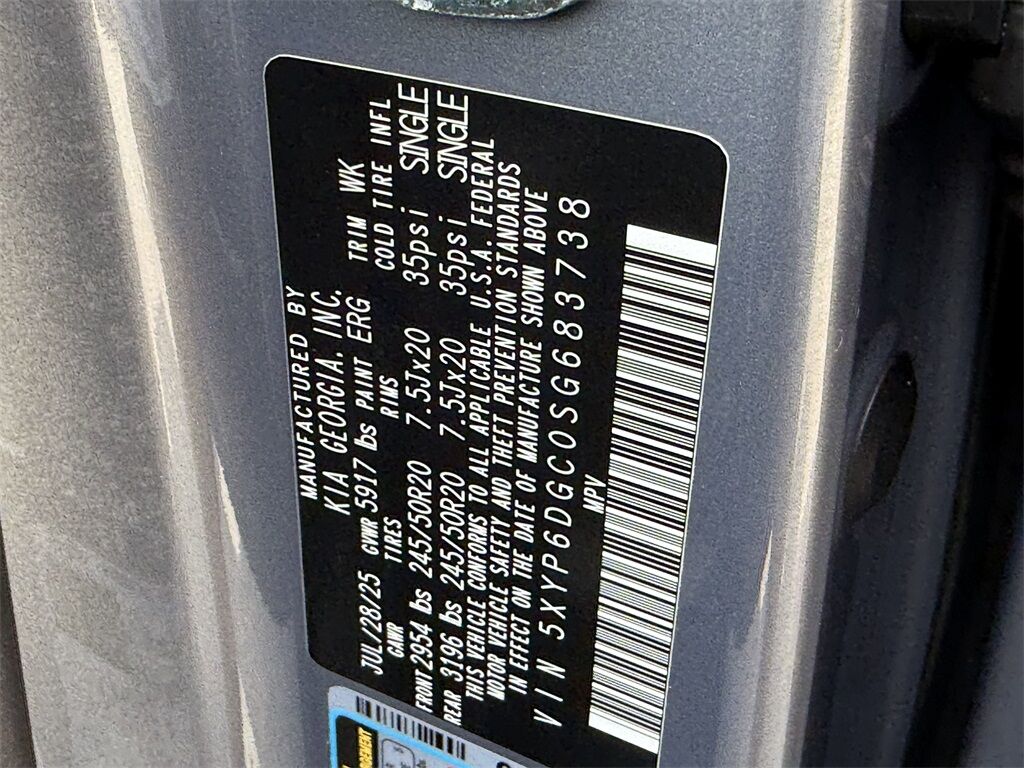 MANUFACTURED BY
KIA GEORGIA, INC.
JUL/28/25 GVWR 5917 lbs PAINT ERG TRIM WK
GAWR TIRES RIMS COLD TIRE INFL
FRONT 2954 lbs 245/50R20 7.5Jx20 35psi SINGLE
REAR 3196 lbs 245/50R20 7.5Jx20 35psi SINGLE
THIS VEHICLE CONFORMS TO ALL APPLICABLE U.S.A. FEDERAL
MOTOR VEHICLE SAFETY AND THEFT PREVENTION STANDARDS
IN EFFECT ON THE DATE OF MANUFACTURE SHOWN ABOVE
VIN 5XYP6DGC0SG683738
MPV